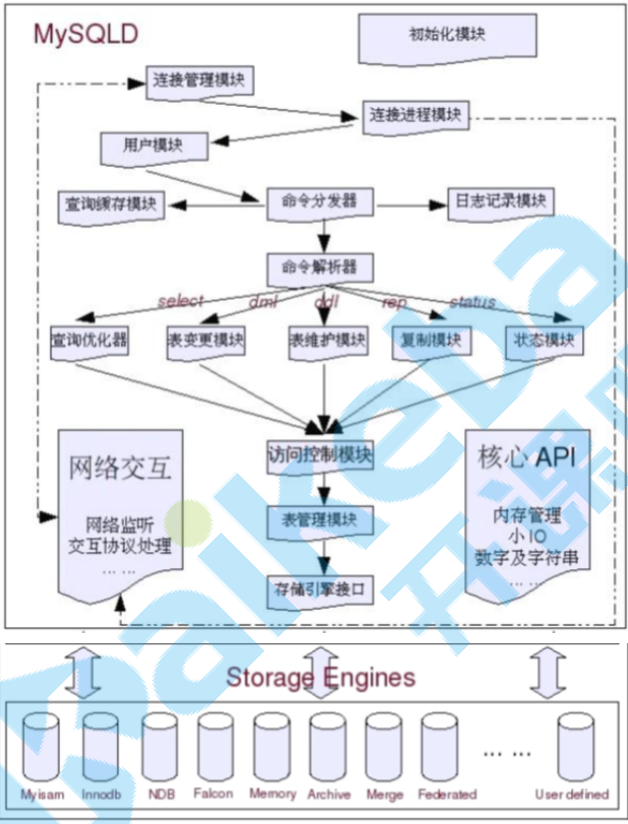 MySQLD
初始化模块
连接管理模块
连接进程模块
用户模块
查询缓存模块
命令分发器
日志记录模块
命令解析器
select
dml
ddl
rep
status
查询优化器
表变更模块
表维护模块
复制模块
状态模块
网络交互
网络监听
交互协议处理
... ...
访问控制模块
表管理模块
存储引擎接口
核心 API
内存管理
小 IO
数字及字符串
... ...
Storage Engines
Myisam
Innodb
NDB
Falcon
Memory
Archive
Merge
Federated
... ...
User defined
kaikeba